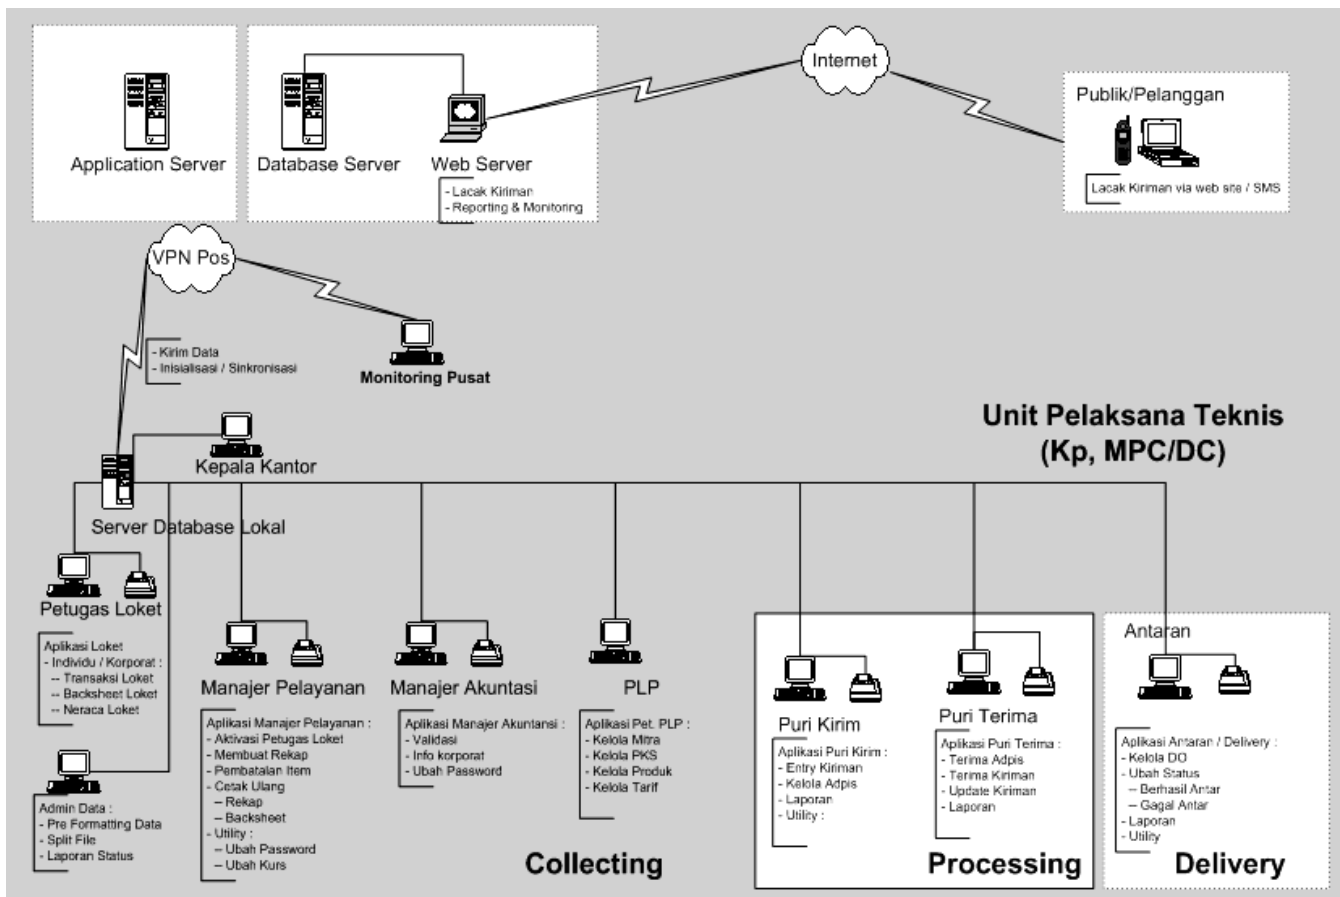 Internet
Publik/Pelanggan
Lacak Kiriman via web site / SMS
Application Server
Database Server
Web Server
- Lacak Kiriman
- Reporting & Monitoring
VPN Pos
- Kirim Data
- Inisialisasi / Sinkronisasi
Monitoring Pusat
Unit Pelaksana Teknis
(Kp, MPC/DC)
Kepala Kantor
Server Database Lokal
Petugas Loket
Aplikasi Loket
- Individu / Korporat :
-- Transaksi Loket
-- Backsheet Loket
-- Neraca Loket
Admin Data :
- Pre Formatting Data
- Split File
- Laporan Status
Manajer Pelayanan
Aplikasi Manajer Pelayanan :
- Aktivasi Petugas Loket
- Membuat Rekap
- Pembatalan Item
- Cetak Ulang
– Rekap
– Backsheet
- Utility :
– Ubah Password
– Ubah Kurs
Manajer Akuntasi
Aplikasi Manajer Akuntansi :
- Validasi
- Info korporat
- Ubah Password
PLP
Aplikasi Pet. PLP :
- Kelola Mitra
- Kelola PKS
- Kelola Produk
- Kelola Tarif
Collecting
Puri Kirim
Aplikasi Puri Kirim :
- Entry Kiriman
- Kelola Adpis
- Laporan
- Utility :
Puri Terima
Aplikasi Puri Terima :
- Terima Adpis
- Terima Kiriman
- Update Kiriman
- Laporan
Processing
Antaran
Aplikasi Antaran / Delivery :
- Kelola DO
- Ubah Status
– Berhasil Antar
– Gagal Antar
- Laporan
- Utility
Delivery